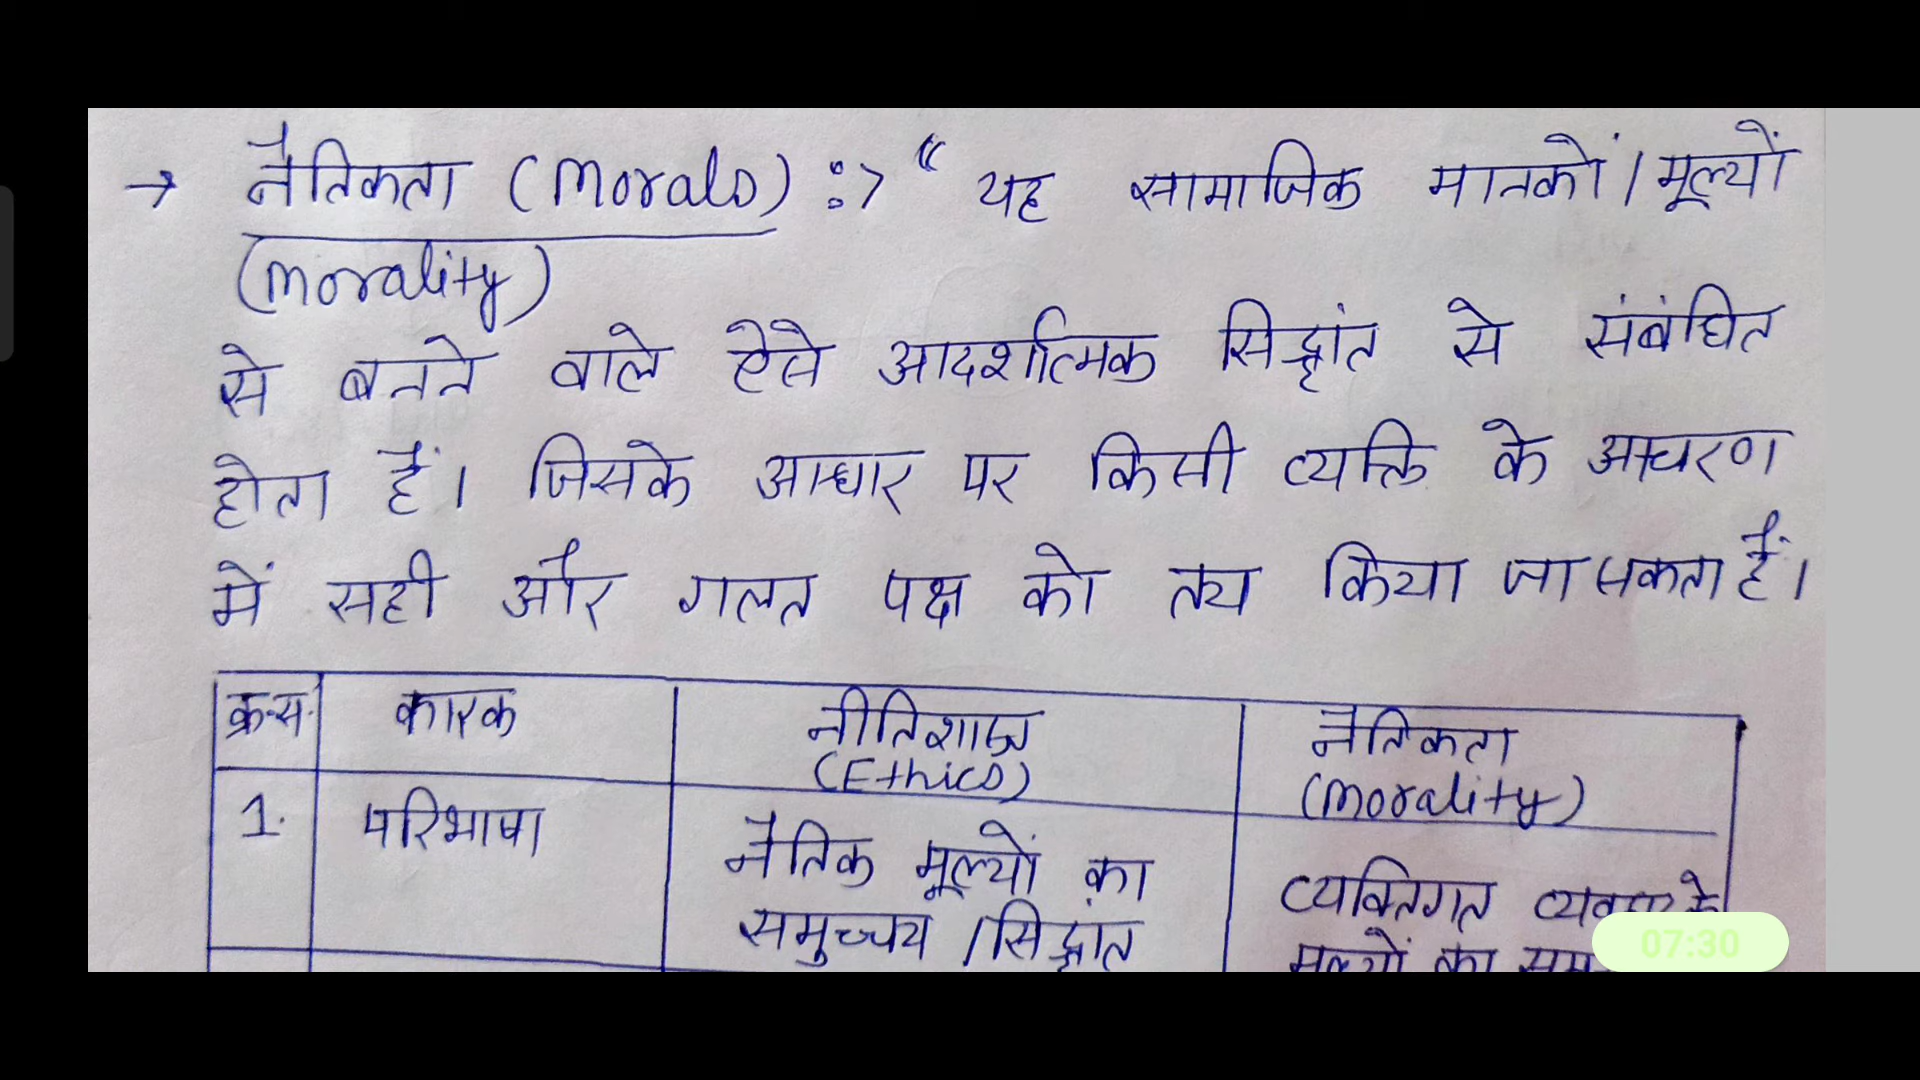 → नैतिकता (Morals) :> “ यह सामाजिक मानकों / मूल्यों
(Morality)
से बनने वाले ऐसे आदर्शात्मक सिद्धांत से संबंधित
होता हैं। जिसके आधार पर किसी व्यक्ति के आचरण
में सही और गलत पक्ष को तय किया जा सकता हैं।
क्र.स. कारक नीतिशास्त्र नैतिकता
(Ethics) (Morality)
1. परिभाषा नैतिक मूल्यों का व्यक्तिगत व्यवहार के
समुच्चय / सिद्धांत मूल्यों का
07:30